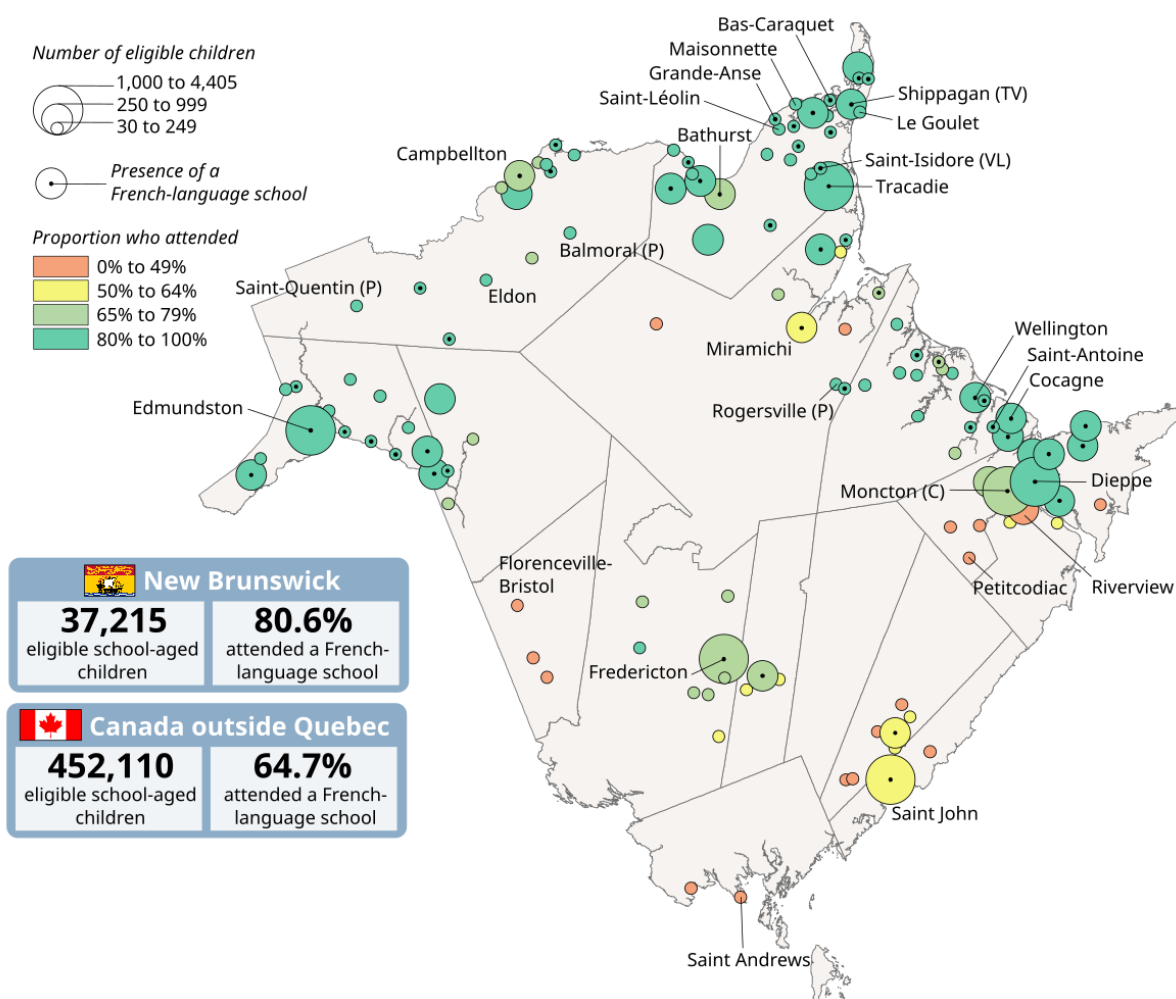 Number of eligible children
1,000 to 4,405
250 to 999
30 to 249
Presence of a
French-language school
Proportion who attended
0% to 49%
50% to 64%
65% to 79%
80% to 100%
Bas-Caraquet
Maisonnette
Grande-Anse
Saint-Léolin
Bathurst
Campbellton
Shippagan (TV)
Le Goulet
Saint-Isidore (VL)
Tracadie
Balmoral (P)
Saint-Quentin (P)
Eldon
Miramichi
Wellington
Saint-Antoine
Cocagne
Rogersville (P)
Edmundston
Moncton (C)
Dieppe
Florenceville-
Bristol
Petitcodiac
Riverview
Fredericton
Saint John
Saint Andrews
New Brunswick
37,215
eligible school-aged
children
80.6%
attended a French-
language school
Canada outside Quebec
452,110
eligible school-aged
children
64.7%
attended a French-
language school